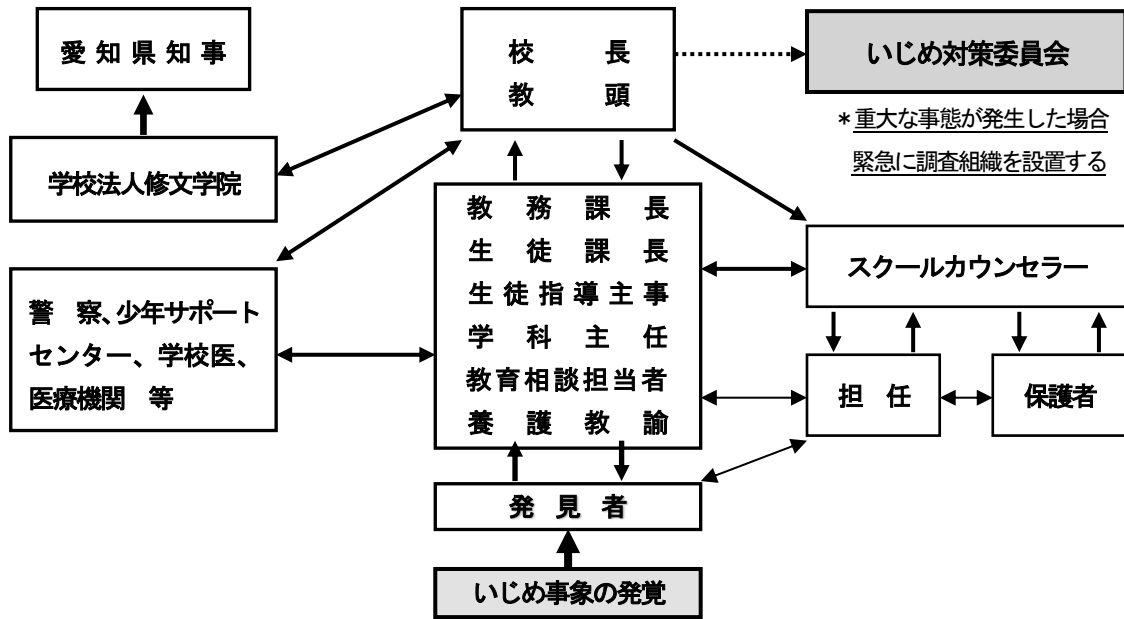 愛知県知事
校長
教頭
いじめ対策委員会
*重大な事態が発生した場合
緊急に調査組織を設置する
学校法人修文学院
教務課長
生徒課長
生徒指導主事
学科主任
教育相談担当者
養護教諭
スクールカウンセラー
警　察、少年サポート
センター、学校医、
医療機関　等
担　任
保護者
発　見　者
いじめ事象の発覚